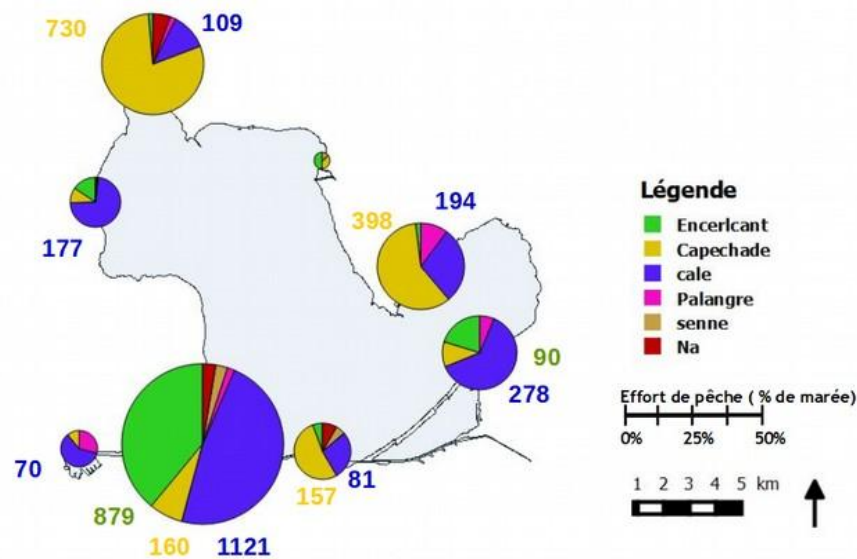 730
109
177
398
194
90
278
70
879
160
1121
157
81
Légende
Encerlcant
Capechade
cale
Palangre
senne
Na
Effort de pêche ( % de marée)
0% 25% 50%
1 2 3 4 5 km